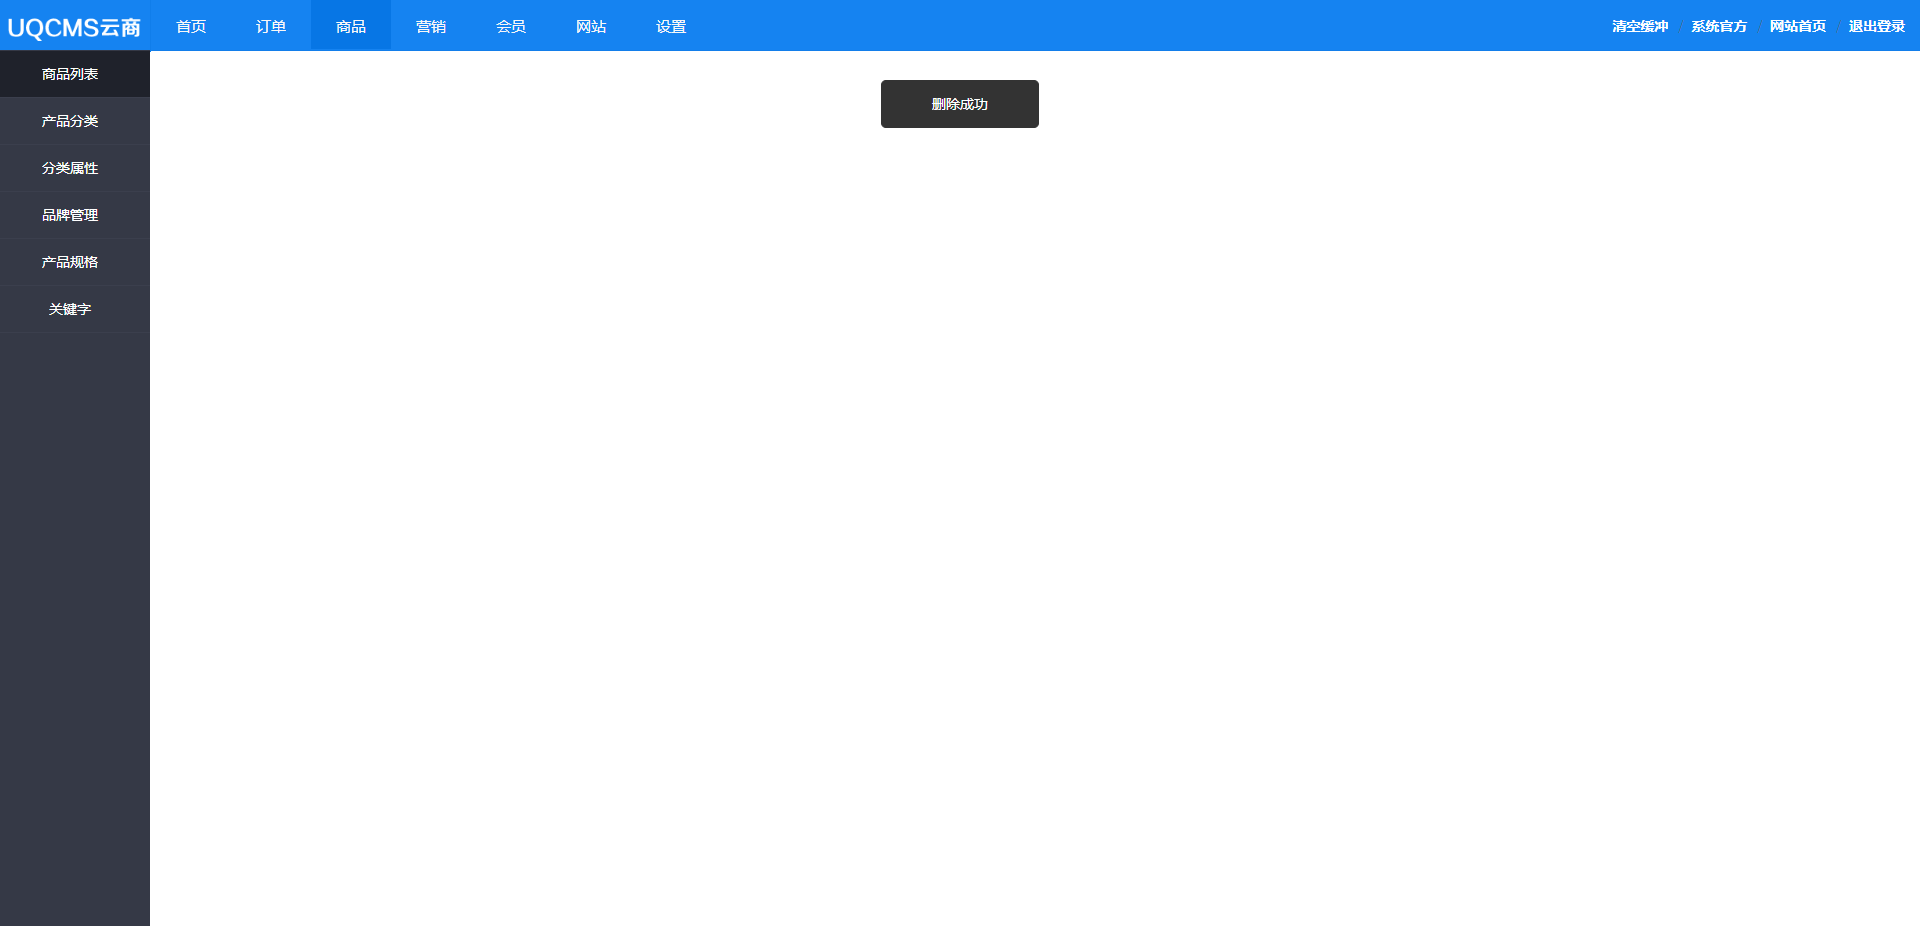 UQCMS云商 首页 订单 商品 营销 会员 网站 设置 清空缓冲 / 系统官方 / 网站首页 / 退出登录
商品列表
删除成功
产品分类
分类属性
品牌管理
产品规格
关键字